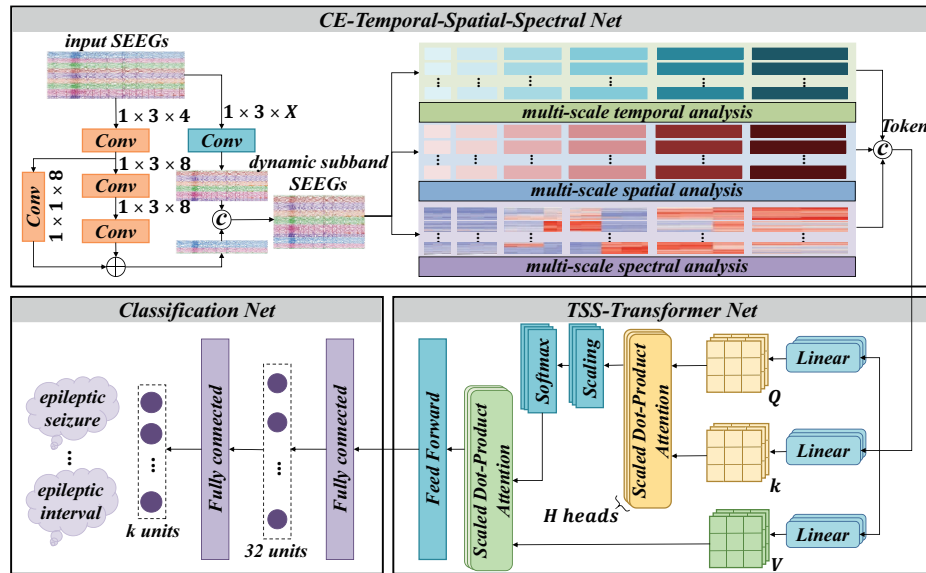 CE-Temporal-Spatial-Spectral Net
input SEEGs
1 × 3 × 4
1 × 3 × X
Conv
Conv
dynamic subband
SEEGs
1 × 3 × 8
Conv
Conv
1 × 1 × 8
1 × 3 × 8
Conv
c
multi-scale temporal analysis
multi-scale spatial analysis
multi-scale spectral analysis
Token
c
Classification Net
epileptic
seizure
...
epileptic
interval
...
k units
Fully connected
...
32 units
Fully connected
TSS-Transformer Net
Feed Forward
Scaled Dot-Product
Attention
Softmax
Scaling
Scaled Dot-Product
Attention
H heads
Q
Linear
k
Linear
V
Linear